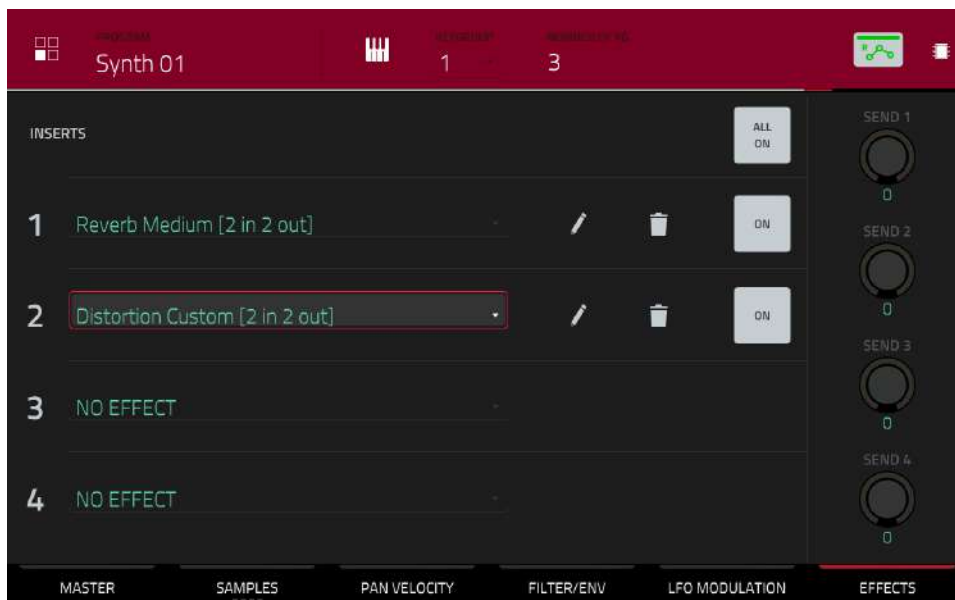 PROGRAM
Synth 01
KEYGROUP
1
3
INSERTS
ALL
ON
1
Reverb Medium [2 in 2 out]
ON
2
Distortion Custom [2 in 2 out]
ON
3
NO EFFECT
4
NO EFFECT
SEND 1
0
SEND 2
0
SEND 3
0
SEND 4
0
MASTER
SAMPLES
PAN VELOCITY
FILTER/ENV
LFO MODULATION
EFFECTS